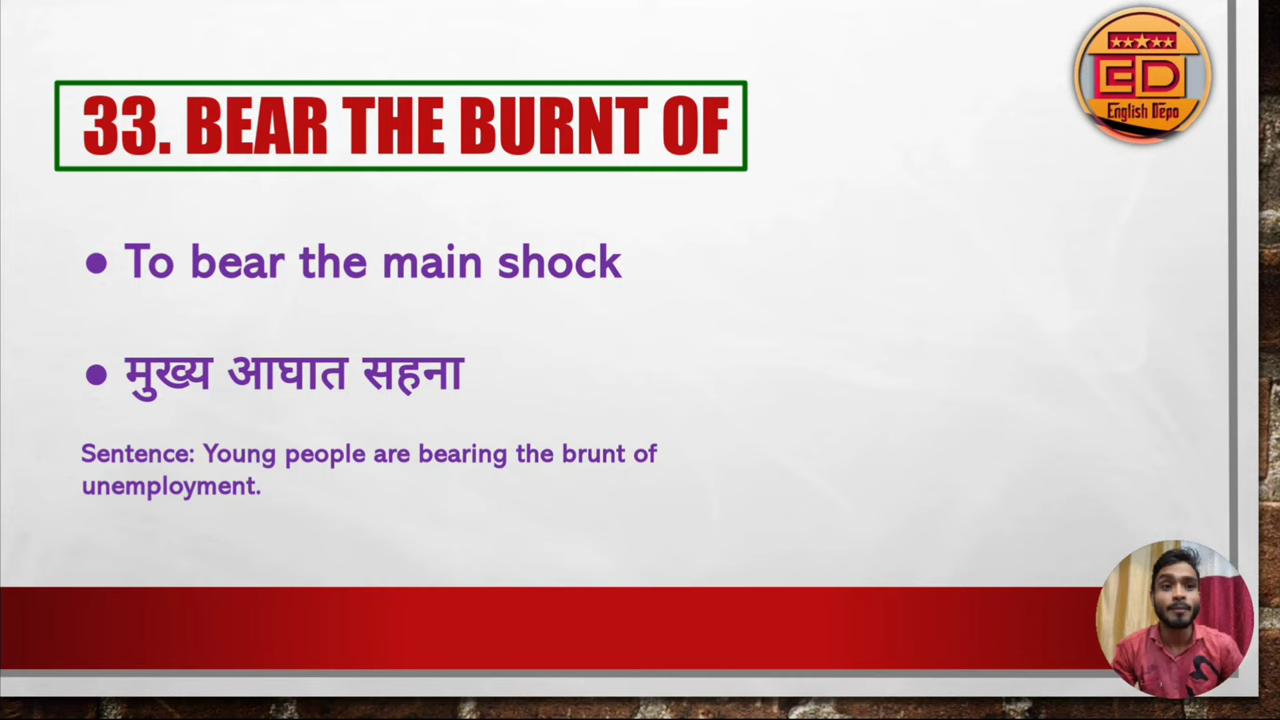 33. BEAR THE BURNT OF
ED
English Depo
• To bear the main shock
• मुख्य आघात सहना
Sentence: Young people are bearing the brunt of
unemployment.